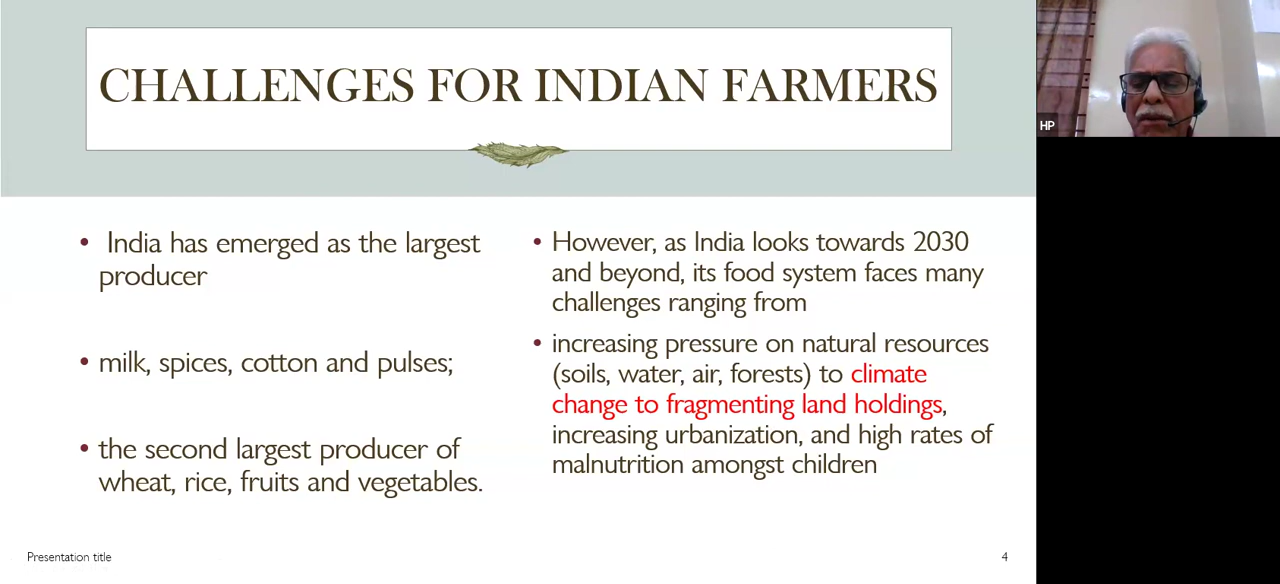 CHALLENGES FOR INDIAN FARMERS
• India has emerged as the largest
producer
• milk, spices, cotton and pulses;
• the second largest producer of
wheat, rice, fruits and vegetables.
• However, as India looks towards 2030
and beyond, its food system faces many
challenges ranging from
• increasing pressure on natural resources
(soils, water, air, forests) to climate
change to fragmenting land holdings,
increasing urbanization, and high rates of
malnutrition amongst children
Presentation title
4
HP